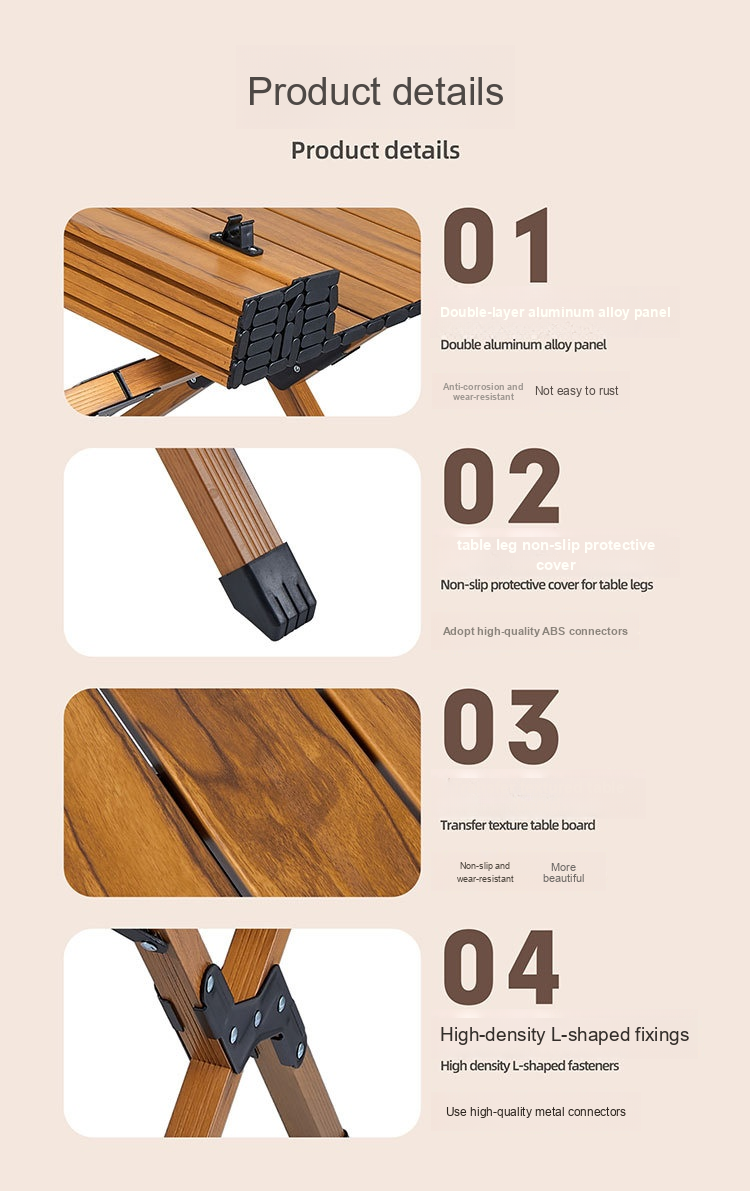 Product details
Product details
01
Double-layer aluminum alloy panel
Double aluminum alloy panel
Anti-corrosion and
wear-resistant
Not easy to rust
02
table leg non-slip protective
cover
Non-slip protective cover for table legs
Adopt high-quality ABS connectors
03
Transfer texture table board
Non-slip and
wear-resistant
More
beautiful
04
High-density L-shaped fixings
High density L-shaped fasteners
Use high-quality metal connectors